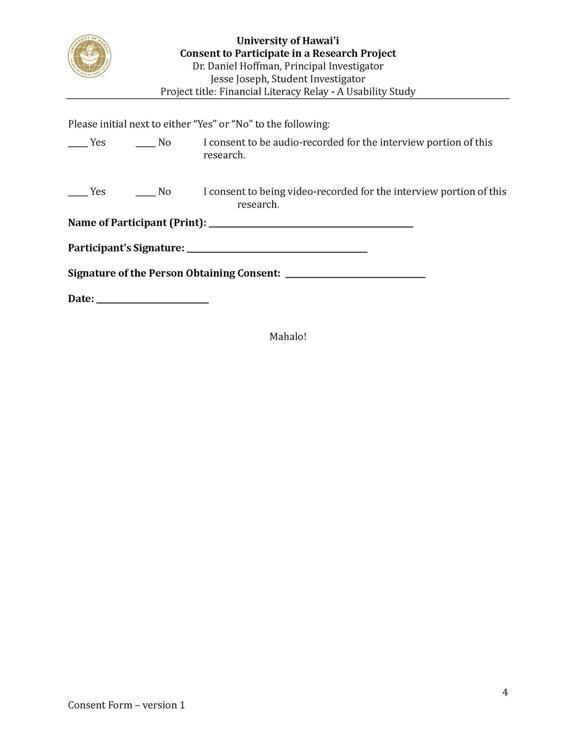 University of Hawai'i
Consent to Participate in a Research Project
Dr. Daniel Hoffman, Principal Investigator
Jesse Joseph, Student Investigator
Project title: Financial Literacy Relay - A Usability Study
Please initial next to either “Yes” or “No” to the following:
____ Yes ____ No I consent to be audio-recorded for the interview portion of this
research.
____ Yes ____ No I consent to being video-recorded for the interview portion of this
research.
Name of Participant (Print): ________________________________________
Participant’s Signature: ___________________________________
Signature of the Person Obtaining Consent: ___________________________
Date: ______________________
Mahalo!
4
Consent Form – version 1